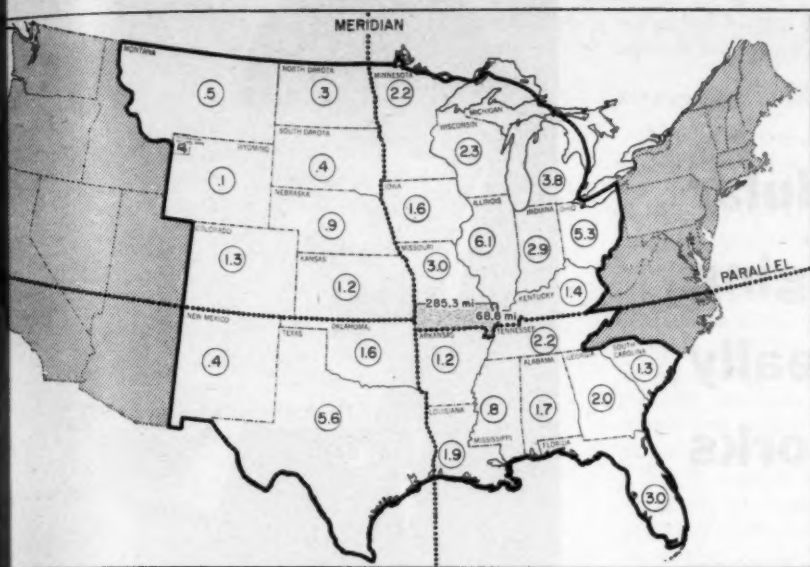 MERIDIAN
MONTANA
.5
NORTH DAKOTA
.3
MINNESOTA
2.2
MICHIGAN
WISCONSIN
2.3
3.8
WYOMING
.1
SOUTH DAKOTA
.4
NEBRASKA
.9
IOWA
1.6
ILLINOIS
6.1
INDIANA
2.9
OHIO
5.3
COLORADO
1.3
KANSAS
1.2
MISSOURI
3.0
KENTUCKY
1.4
PARALLEL
285.3 mi
68.8 mi
NEW MEXICO
.4
TEXAS
5.6
OKLAHOMA
1.6
ARKANSAS
1.2
TENNESSEE
2.2
LOUISIANA
1.9
MISSISSIPPI
.8
ALABAMA
1.7
GEORGIA
2.0
SOUTH
CAROLINA
1.3
FLORIDA
3.0